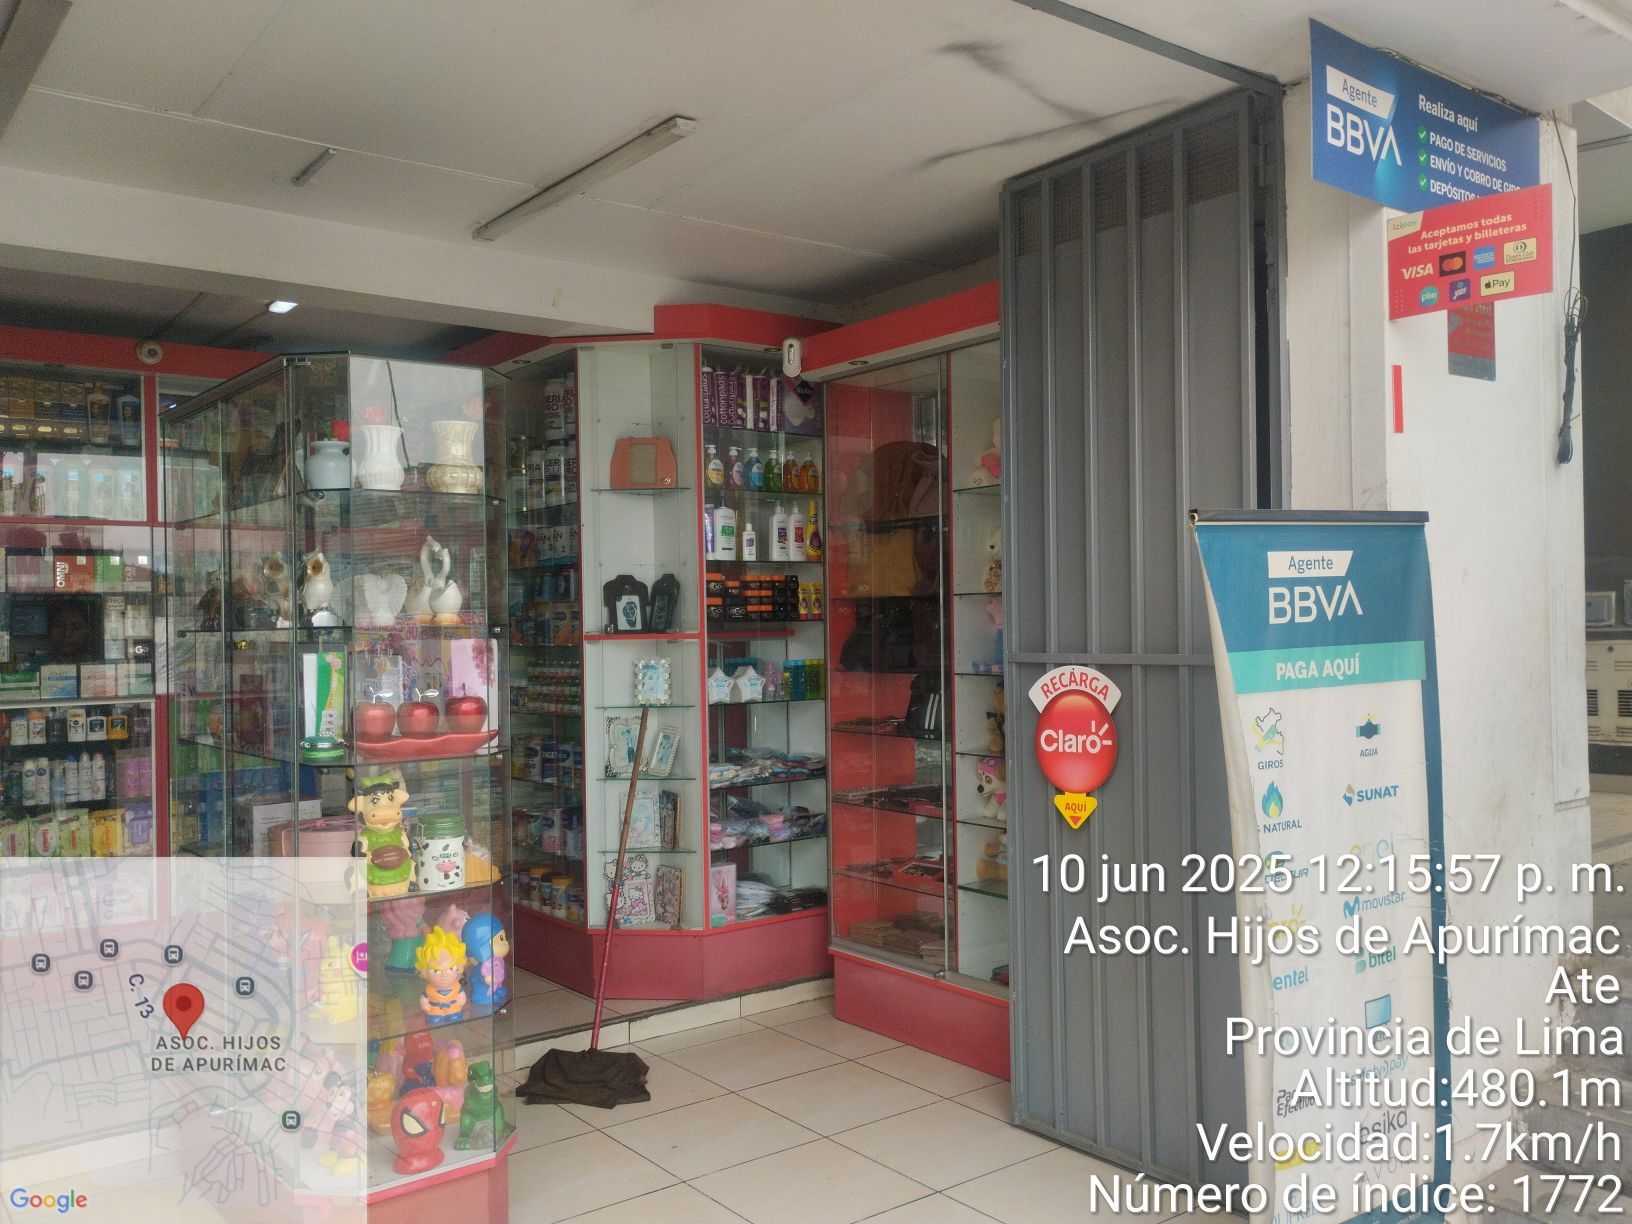 Agente
BBVA
Realiza aquí
PAGO DE SERVICIOS
ENVÍO Y COBRO DE GIROS
DEPÓSITOS
izipay
Aceptamos todas
las tarjetas y billeteras
VISA
plin
Pay
Agente
BBVA
PAGA AQUÍ
GIROS
AGUA
SUNAT
NATURAL
movistar
entel
bitel
RECARGA
Claro
AQUÍ
cottonpads
OMNI
10 jun 2025 12:15:57 p. m.
Asoc. Hijos de Apurímac
Ate
Provincia de Lima
Altitud:480.1m
Velocidad:1.7km/h
Número de índice: 1772
C. 13
ASOC. HIJOS
DE APURÍMAC
Google